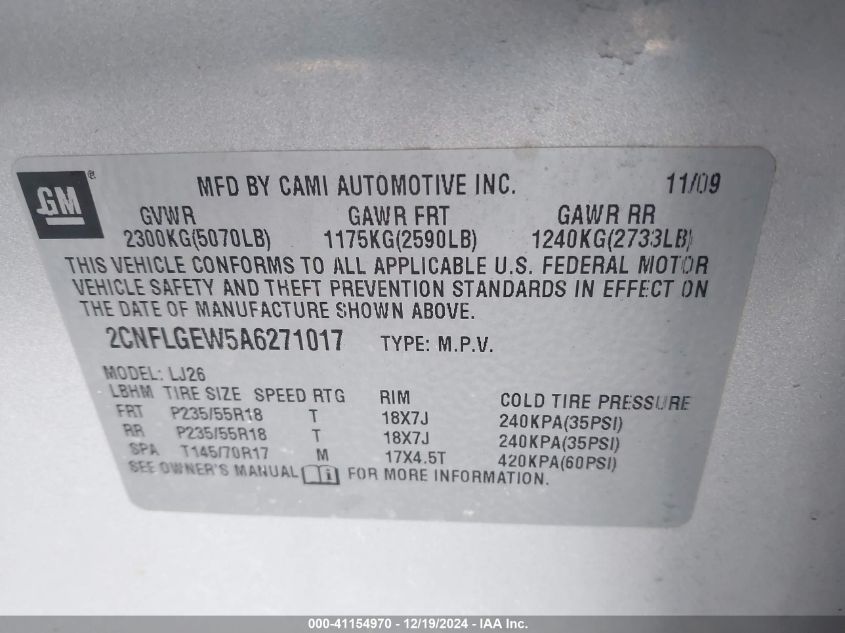 GM ®
MFD BY CAMI AUTOMOTIVE INC. 11/09
GVWR GAWR FRT GAWR RR
2300KG(5070LB) 1175KG(2590LB) 1240KG(2733LB)
THIS VEHICLE CONFORMS TO ALL APPLICABLE U.S. FEDERAL MOTOR
VEHICLE SAFETY AND THEFT PREVENTION STANDARDS IN EFFECT ON
THE DATE OF MANUFACTURE SHOWN ABOVE.
2CNFLGEW5A6271017 TYPE: M.P.V.
MODEL: LJ26
LBHM TIRE SIZE SPEED RTG RIM COLD TIRE PRESSURE
FRT P235/55R18 T 18X7J 240KPA(35PSI)
RR P235/55R18 T 18X7J 240KPA(35PSI)
SPA T145/70R17 M 17X4.5T 420KPA(60PSI)
SEE OWNER'S MANUAL FOR MORE INFORMATION.
000-41154970 - 12/19/2024 - IAA Inc.